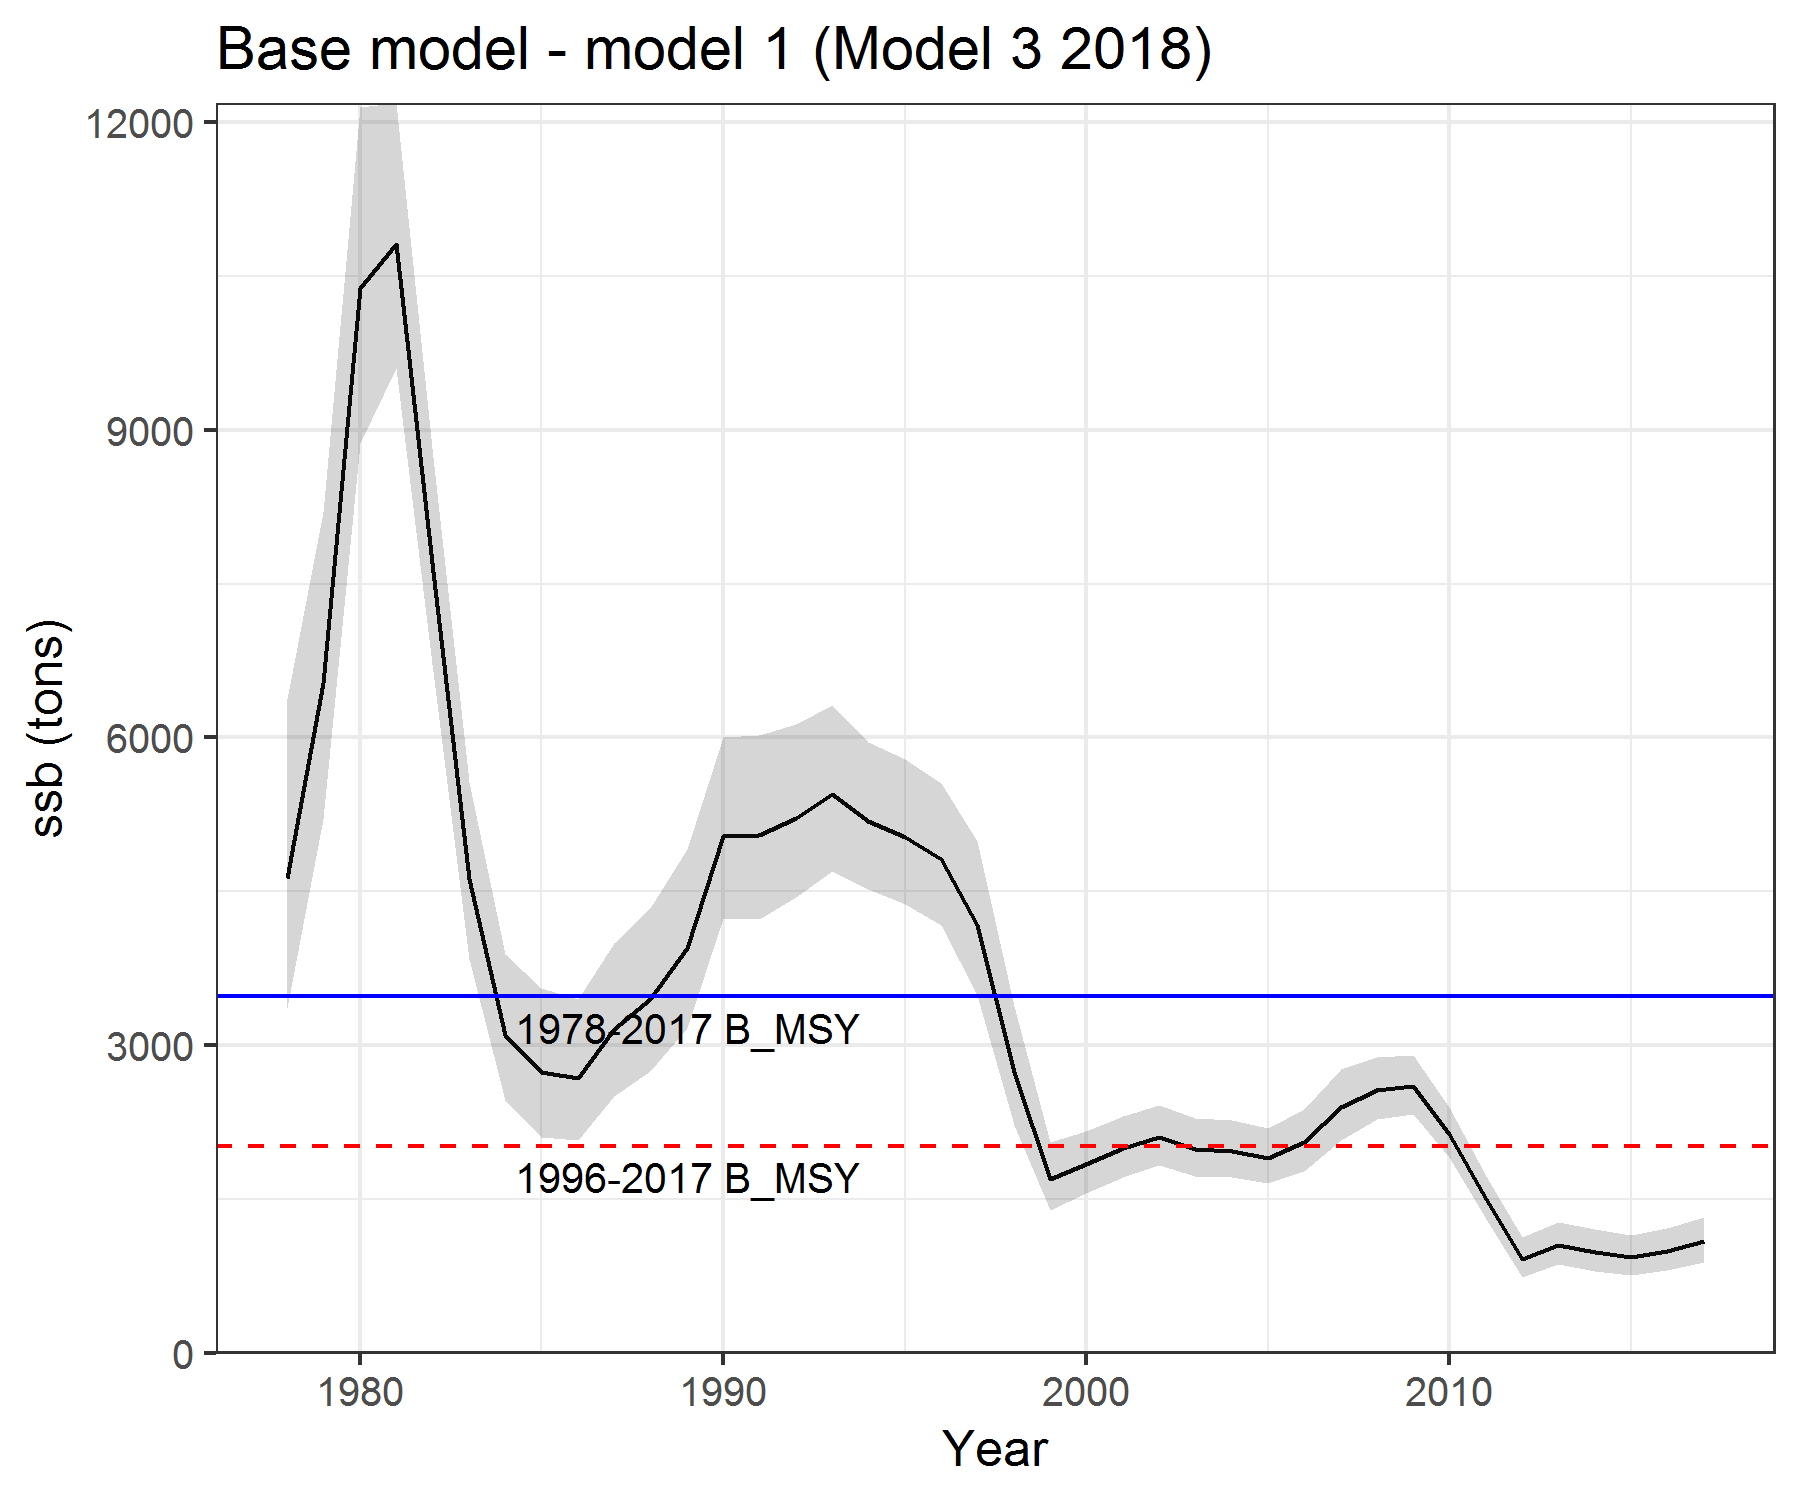 Base model - model 1 (Model 3 2018)
12000
9000
6000
3000
0
ssb (tons)
1978-2017 B_MSY
1996-2017 B_MSY
1980 1990 2000 2010
Year